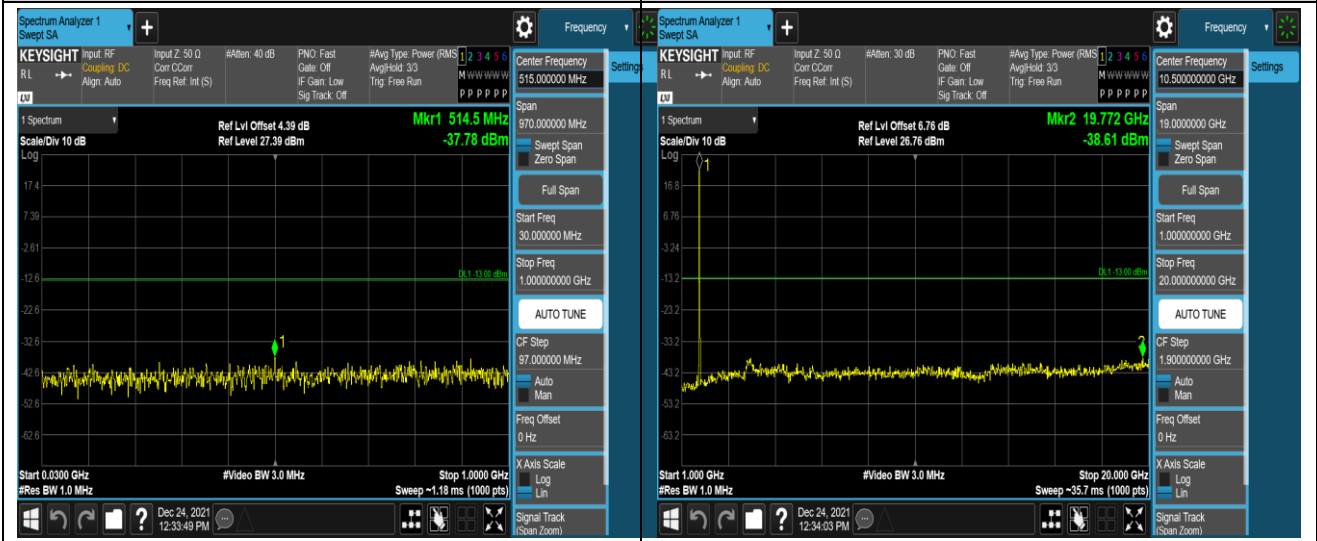 Spectrum Analyzer 1
Swept SA
+
Frequency
KEYSIGHT
RL
LXI
Input: RF
Coupling: DC
Align: Auto
Input Z: 50 Ω
Corr CCorr
Freq Ref: Int (S)
#Atten: 40 dB
PNO: Fast
Gate: Off
IF Gain: Low
Sig Track: Off
#Avg Type: Power (RMS
Avg|Hold: 3/3
Trig: Free Run
1 2 3 4 5 6
M W W W W W
P P P P P P
Center Frequency
515.000000 MHz
Settings
1 Spectrum
Scale/Div 10 dB
Log
Ref Lvl Offset 4.39 dB
Ref Level 27.39 dBm
Mkr1 514.5 MHz
-37.78 dBm
17.4
7.39
-2.61
-12.6
-22.6
-32.6
-42.6
-52.6
-62.6
DL1 -13.00 dBm
1
Start 0.0300 GHz
#Res BW 1.0 MHz
#Video BW 3.0 MHz
Stop 1.0000 GHz
Sweep ~1.18 ms (1000 pts)
Span
970.000000 MHz
Swept Span
Zero Span
Full Span
Start Freq
30.000000 MHz
Stop Freq
1.000000000 GHz
AUTO TUNE
CF Step
97.000000 MHz
Auto
Man
Freq Offset
0 Hz
X Axis Scale
Log
Lin
Signal Track
(Span Zoom)
?
Dec 24, 2021
12:33:49 PM
Spectrum Analyzer 1
Swept SA
+
Frequency
KEYSIGHT
RL
LXI
Input: RF
Coupling: DC
Align: Auto
Input Z: 50 Ω
Corr CCorr
Freq Ref: Int (S)
#Atten: 30 dB
PNO: Fast
Gate: Off
IF Gain: Low
Sig Track: Off
#Avg Type: Power (RMS
Avg|Hold: 3/3
Trig: Free Run
1 2 3 4 5 6
M W W W W W
P P P P P P
Center Frequency
10.500000000 GHz
Settings
1 Spectrum
Scale/Div 10 dB
Log
Ref Lvl Offset 6.76 dB
Ref Level 26.76 dBm
Mkr2 19.772 GHz
-38.61 dBm
1
16.8
6.76
-3.24
-13.2
-23.2
-33.2
-43.2
-53.2
-63.2
DL1 -13.00 dBm
2
Start 1.000 GHz
#Res BW 1.0 MHz
#Video BW 3.0 MHz
Stop 20.000 GHz
Sweep ~35.7 ms (1000 pts)
Span
19.0000000 GHz
Swept Span
Zero Span
Full Span
Start Freq
1.000000000 GHz
Stop Freq
20.000000000 GHz
AUTO TUNE
CF Step
1.900000000 GHz
Auto
Man
Freq Offset
0 Hz
X Axis Scale
Log
Lin
Signal Track
(Span Zoom)
?
Dec 24, 2021
12:34:03 PM